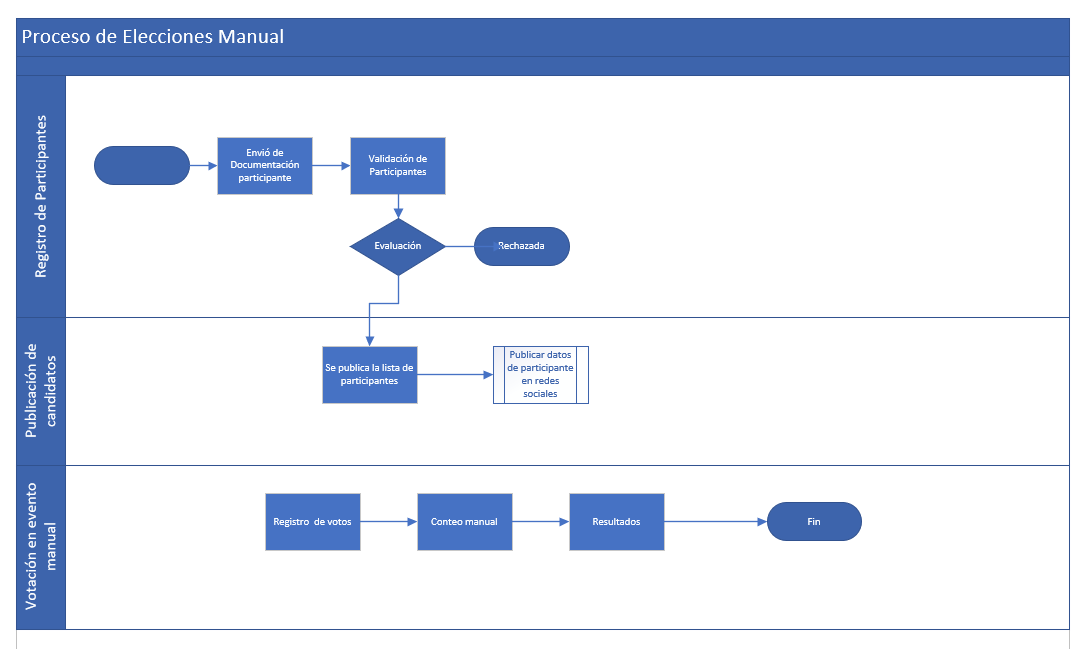 Proceso de Elecciones Manual
Registro de Participantes
Envió de
Documentación
participante
Validación de
Participantes
Evaluación
Rechazada
Publicación de
candidatos
Se publica la lista de
participantes
Publicar datos
de participante
en redes
sociales
Votación en evento
manual
Registro de votos
Conteo manual
Resultados
Fin